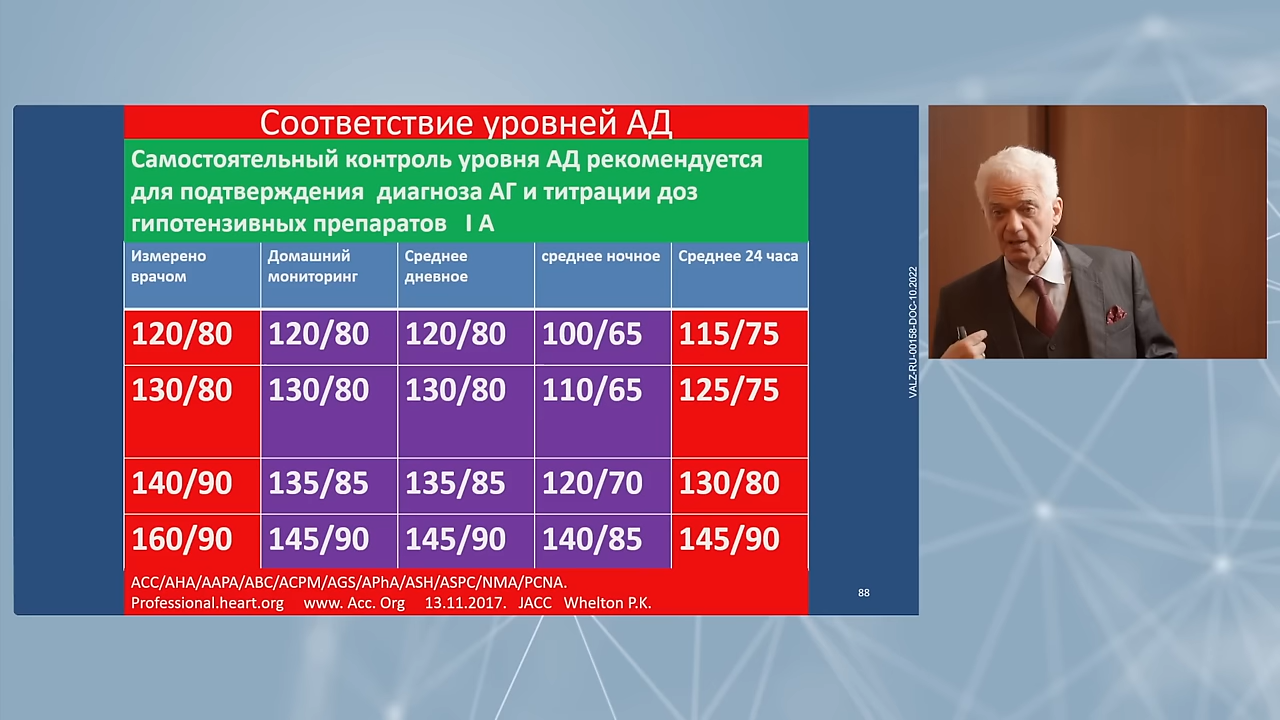 Соответствие уровней АД
Самостоятельный контроль уровня АД рекомендуется
для подтверждения диагноза АГ и титрации доз
гипотензивных препаратов I A
Измерено врачом
Домашний мониторинг
Среднее дневное
среднее ночное
Среднее 24 часа
120/80 120/80 120/80 100/65 115/75
130/80 130/80 130/80 110/65 125/75
140/90 135/85 135/85 120/70 130/80
160/90 145/90 145/90 140/85 145/90
ACC/AHA/AAPA/ABC/ACPM/AGS/APhA/ASH/ASPC/NMA/PCNA.
Professional.heart.org www. Acc. Org 13.11.2017. JACC Whelton P.K.
88
VALZ-RU-00158-DOC-10.2022